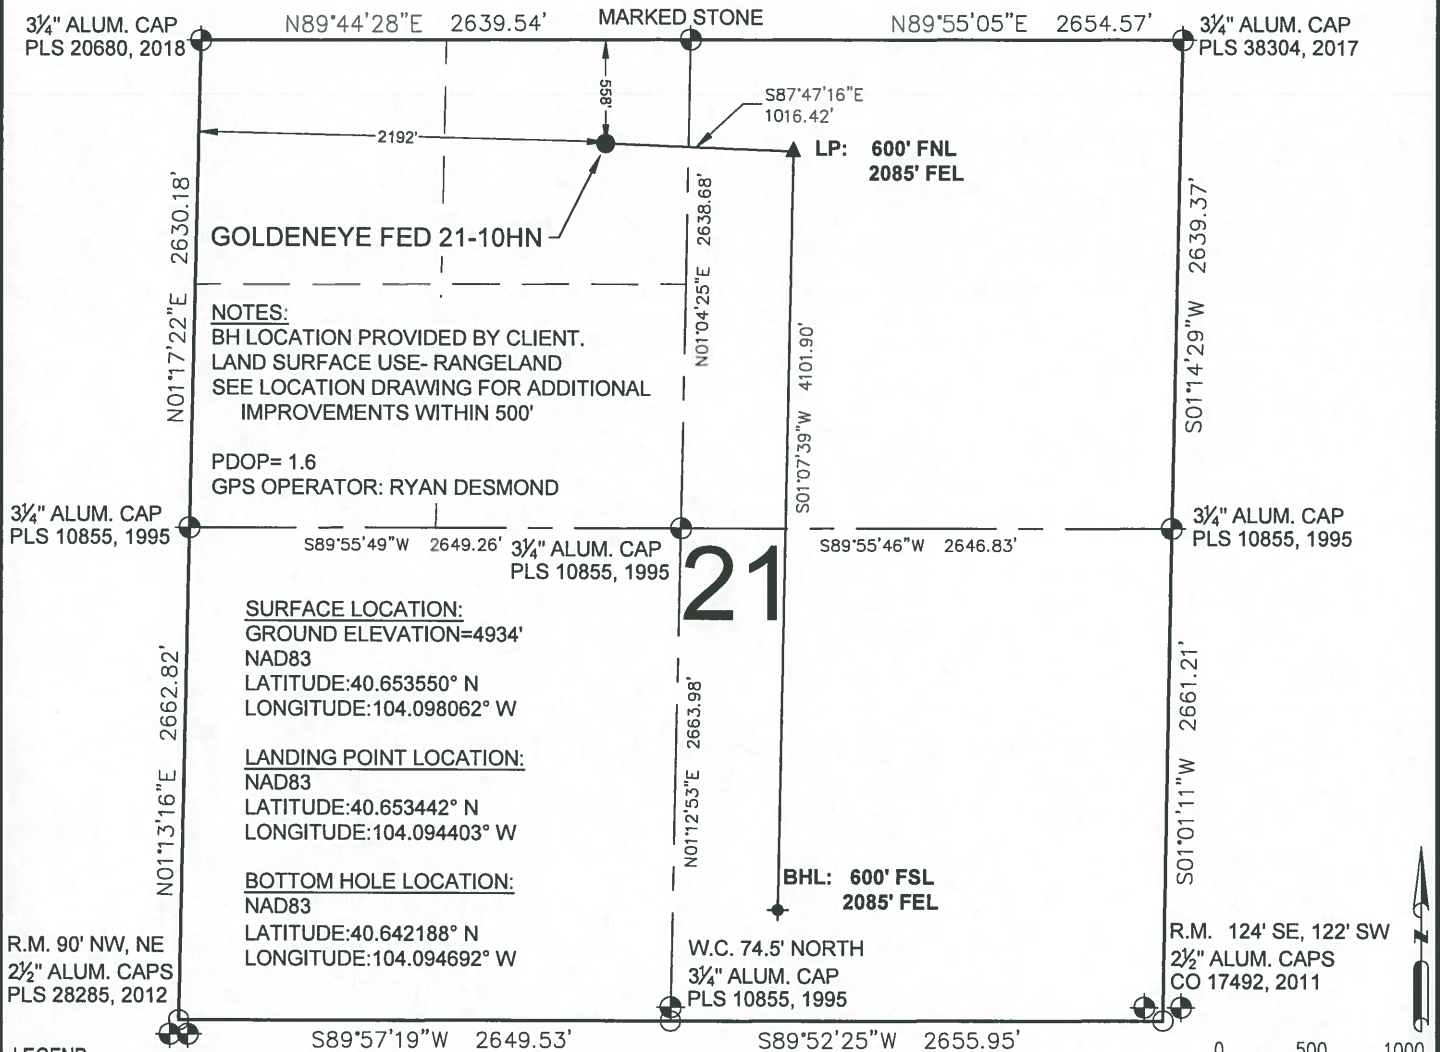 3¼" ALUM. CAP
PLS 20680, 2018
N89°44'28"E 2639.54'
MARKED STONE
N89°55'05"E 2654.57'
3¼" ALUM. CAP
PLS 38304, 2017
558'
2192'
S87°47'16"E
1016.42'
LP: 600' FNL
2085' FEL
GOLDENEYE FED 21-10HN
N01°17'22"E 2630.18'
N01°04'25"E 2638.68'
S01°07'39"W 4101.90'
S01°14'29"W 2639.37'
NOTES:
BH LOCATION PROVIDED BY CLIENT.
LAND SURFACE USE- RANGELAND
SEE LOCATION DRAWING FOR ADDITIONAL
IMPROVEMENTS WITHIN 500'
PDOP= 1.6
GPS OPERATOR: RYAN DESMOND
3¼" ALUM. CAP
PLS 10855, 1995
S89°55'49"W 2649.26'
3¼" ALUM. CAP
PLS 10855, 1995
S89°55'46"W 2646.83'
3¼" ALUM. CAP
PLS 10855, 1995
21
SURFACE LOCATION:
GROUND ELEVATION=4934'
NAD83
LATITUDE:40.653550° N
LONGITUDE:104.098062° W
LANDING POINT LOCATION:
NAD83
LATITUDE:40.653442° N
LONGITUDE:104.094403° W
BOTTOM HOLE LOCATION:
NAD83
LATITUDE:40.642188° N
LONGITUDE:104.094692° W
N01°13'16"E 2662.82'
N01°12'53"E 2663.98'
S01°01'11"W 2661.21'
BHL: 600' FSL
2085' FEL
R.M. 90' NW, NE
2½" ALUM. CAPS
PLS 28285, 2012
W.C. 74.5' NORTH
3¼" ALUM. CAP
PLS 10855, 1995
R.M. 124' SE, 122' SW
2½" ALUM. CAPS
CO 17492, 2011
N
S89°57'19"W 2649.53'
S89°52'25"W 2655.95'
LEGEND
0 500 1000